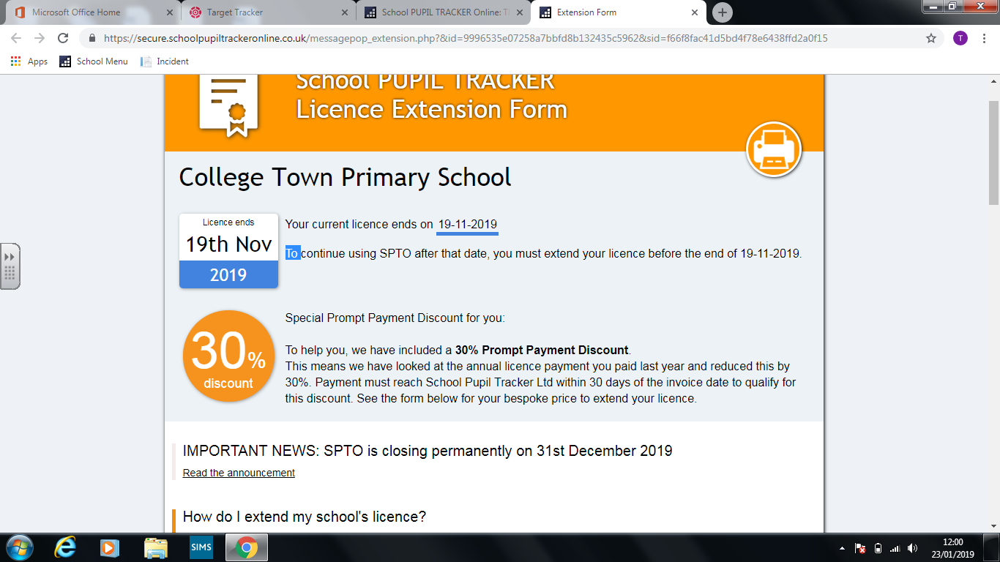 Microsoft Office Home
Target Tracker
School PUPIL TRACKER Online: T
Extension Form
https://secure.schoolpupiltrackeronline.co.uk/messagepop_extension.php?&id=9996535e07258a7bbfd8b132435c5962&sid=f66f8fac41d5bd4f78e6438ffd2a0f15
T
Apps
School Menu
Incident
School PUPIL TRACKER
Licence Extension Form
College Town Primary School
Licence ends
19th Nov
2019
Your current licence ends on 19-11-2019
To continue using SPTO after that date, you must extend your licence before the end of 19-11-2019.
30%
discount
Special Prompt Payment Discount for you:
To help you, we have included a 30% Prompt Payment Discount.
This means we have looked at the annual licence payment you paid last year and reduced this by
30%. Payment must reach School Pupil Tracker Ltd within 30 days of the invoice date to qualify for
this discount. See the form below for your bespoke price to extend your licence.
IMPORTANT NEWS: SPTO is closing permanently on 31st December 2019
Read the announcement
How do I extend my school's licence?
SIMS
12:00
23/01/2019